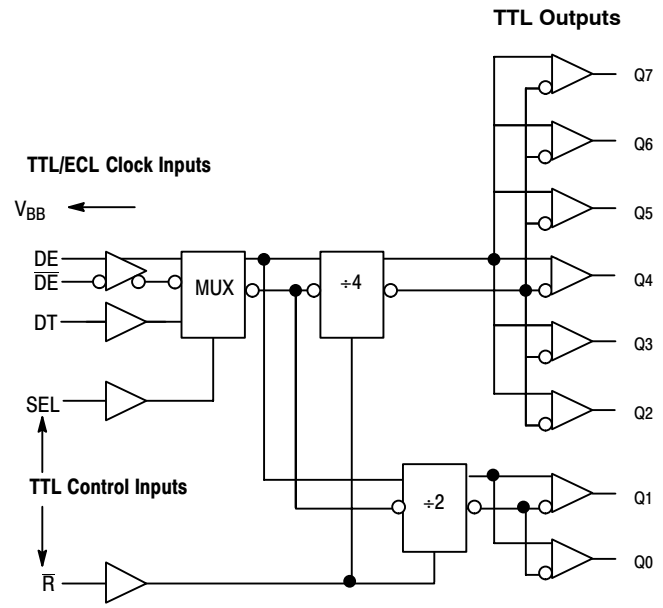 TTL Outputs
Q7
Q6
TTL/ECL Clock Inputs
Q5
VBB
DE
D̅E̅
MUX
÷4
Q4
DT
Q3
SEL
Q2
TTL Control Inputs
÷2
Q1
R̅
Q0